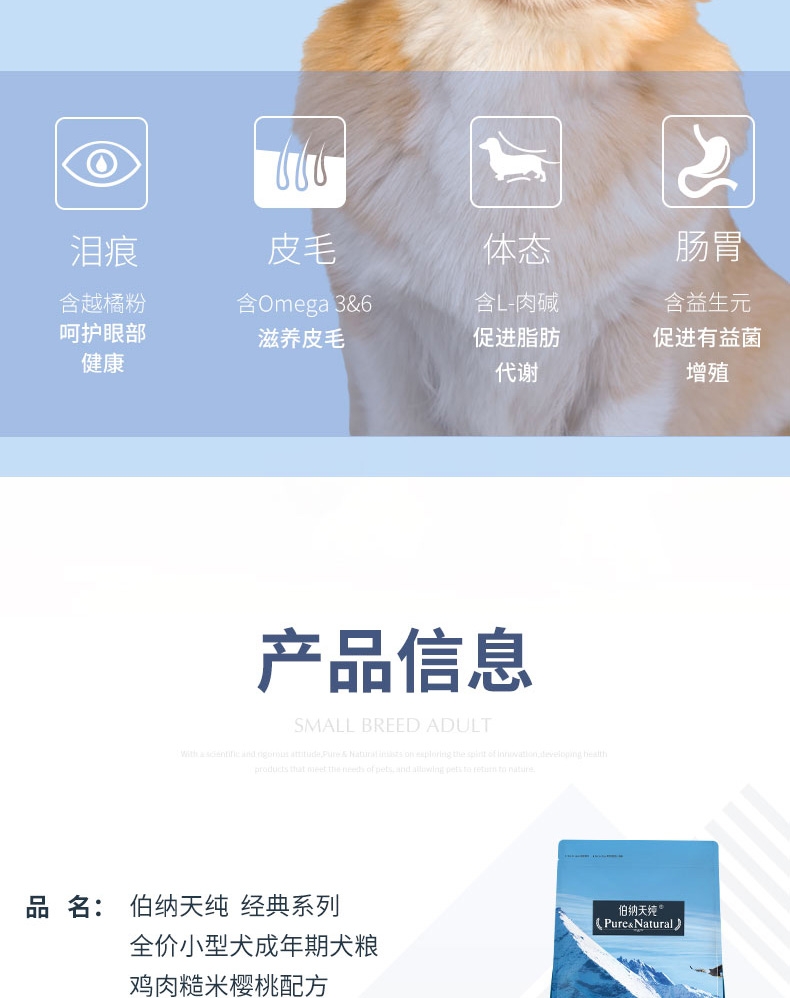 泪痕
皮毛
体态
肠胃
含越橘粉
呵护眼部
健康
含Omega 3&6
滋养皮毛
含L-肉碱
促进脂肪
代谢
含益生元
促进有益菌
增殖
产品信息
SMALL BREED ADULT
With a scientific and rigorous attitude,Pure & Natural insists on exploring the spirit of innovation,developing health
products that meet the needs of pets, and allowing pets to return to nature.
品 名： 伯纳天纯 经典系列
全价小型犬成年期犬粮
鸡肉糙米樱桃配方
伯纳天纯®
Pure&Natural